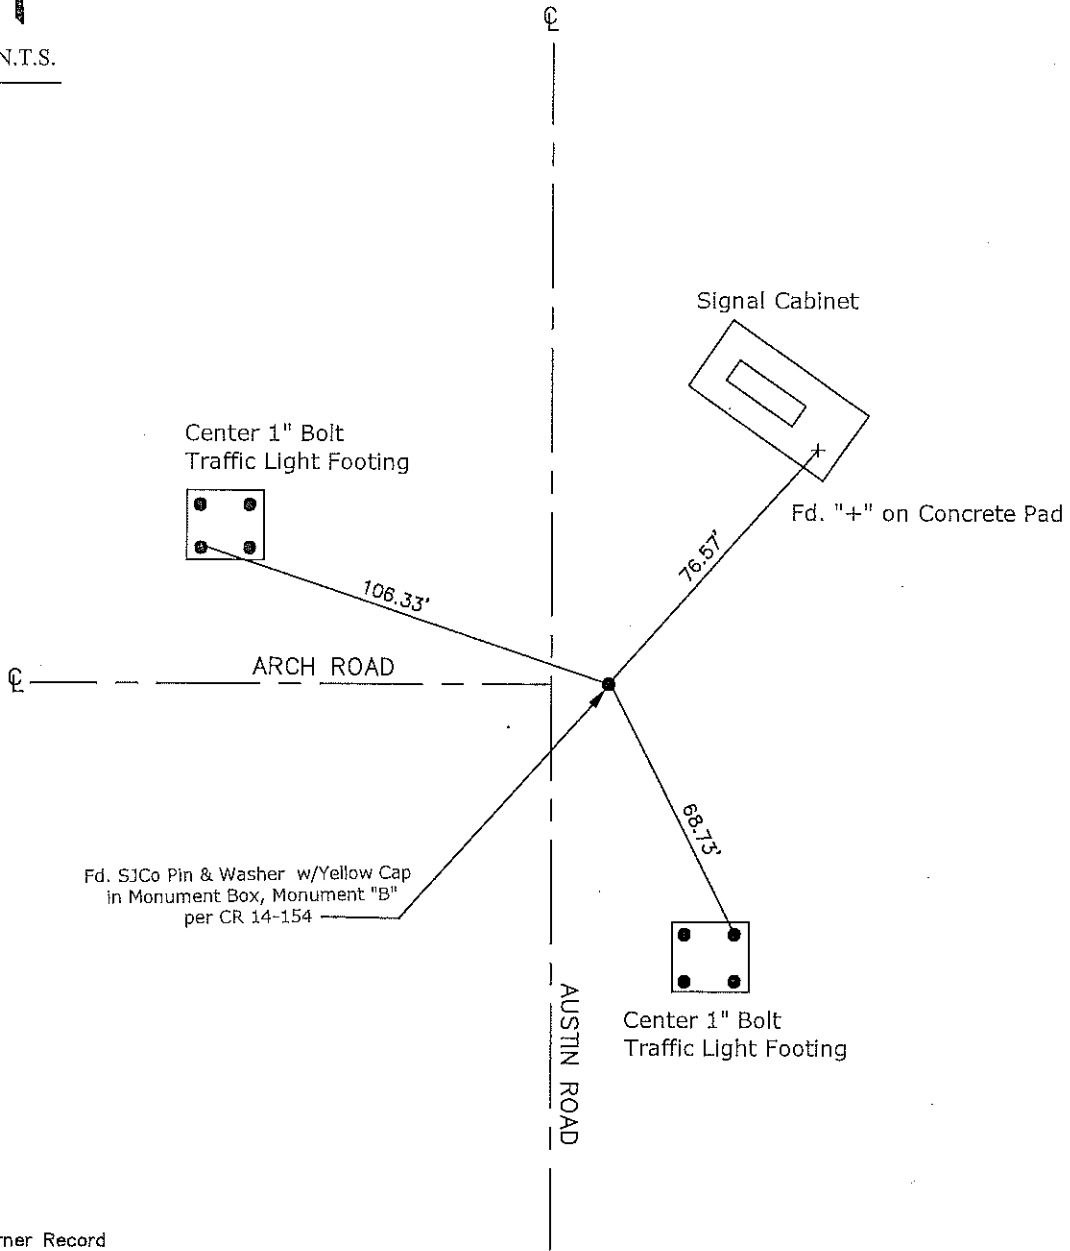 ℄
N.T.S.
Signal Cabinet
Center 1" Bolt
Traffic Light Footing
Fd. "+" on Concrete Pad
76.57'
106.33'
ARCH ROAD
℄
68.73'
Fd. SJCo Pin & Washer w/Yellow Cap
in Monument Box, Monument "B"
per CR 14-154
AUSTIN ROAD
Center 1" Bolt
Traffic Light Footing
Record